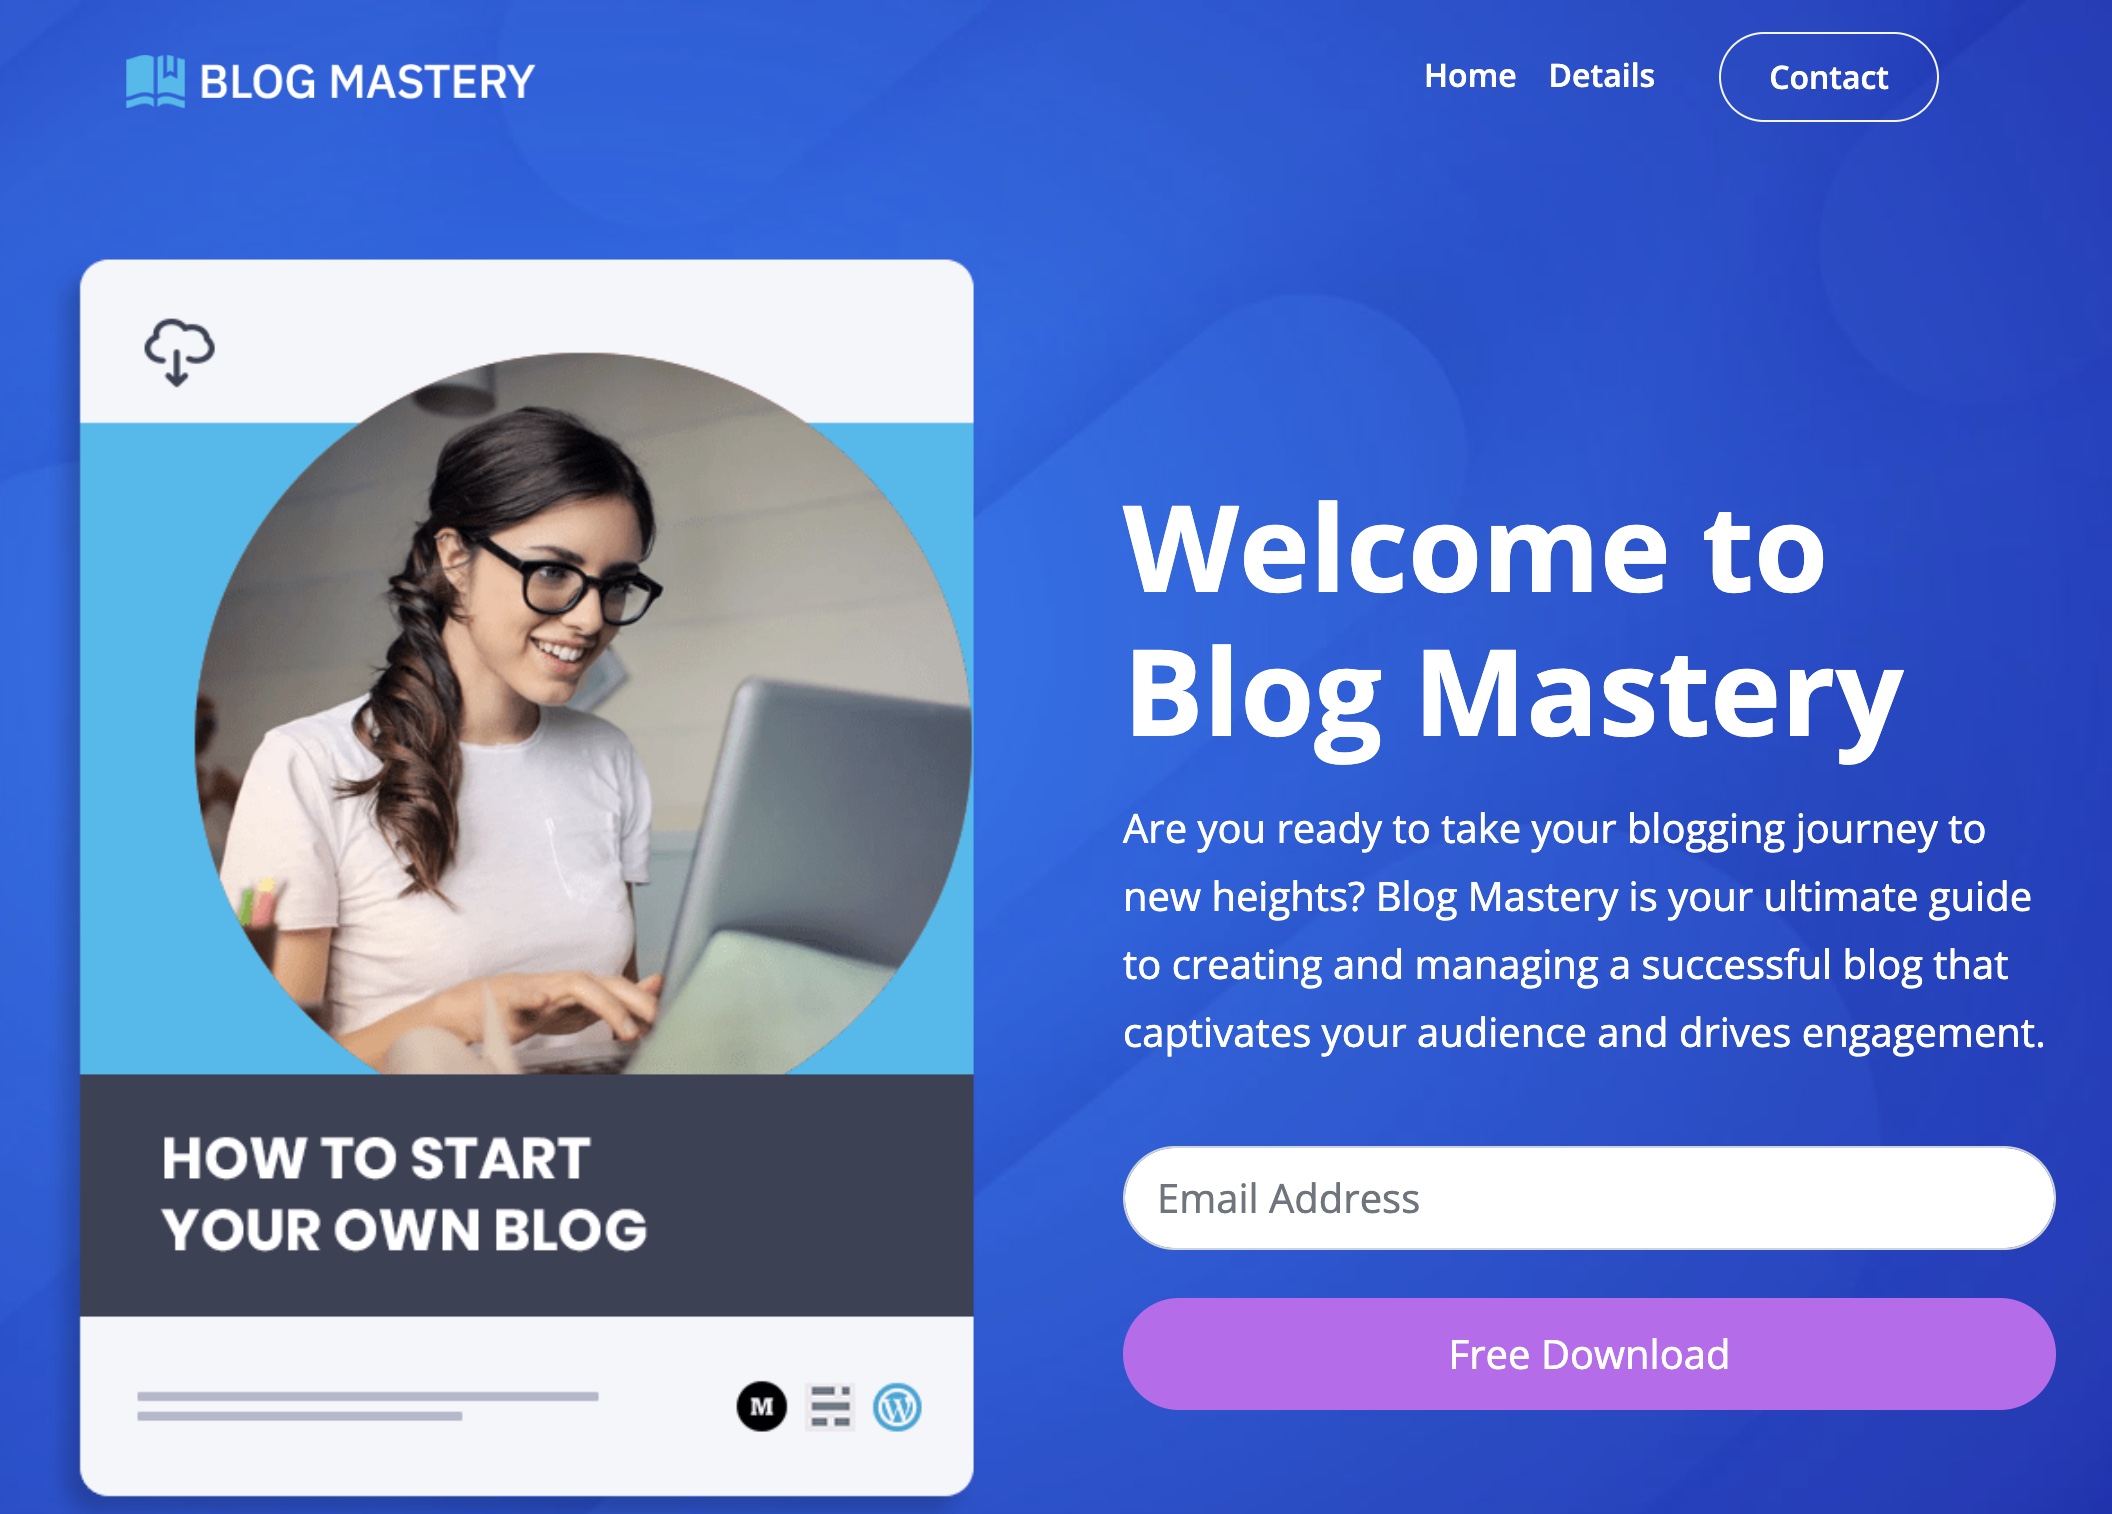 BLOG MASTERY
Home
Details
Contact
HOW TO START
YOUR OWN BLOG
M
W
Welcome to
Blog Mastery
Are you ready to take your blogging journey to
new heights? Blog Mastery is your ultimate guide
to creating and managing a successful blog that
captivates your audience and drives engagement.
Email Address
Free Download